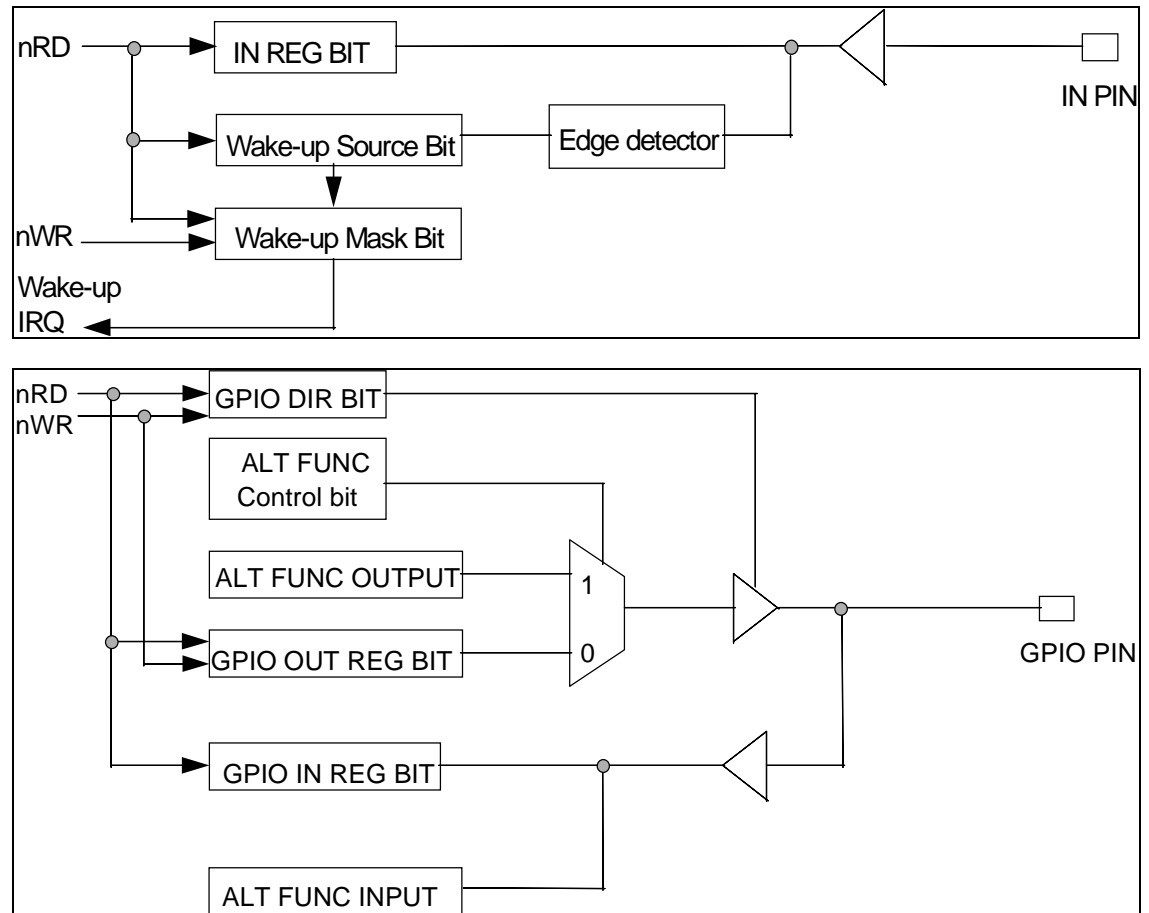 nRD
IN REG BIT
IN PIN
Wake-up Source Bit
Edge detector
nWR
Wake-up Mask Bit
Wake-up
IRQ
nRD
nWR
GPIO DIR BIT
ALT FUNC
Control bit
ALT FUNC OUTPUT
1
GPIO OUT REG BIT
0
GPIO PIN
GPIO IN REG BIT
ALT FUNC INPUT